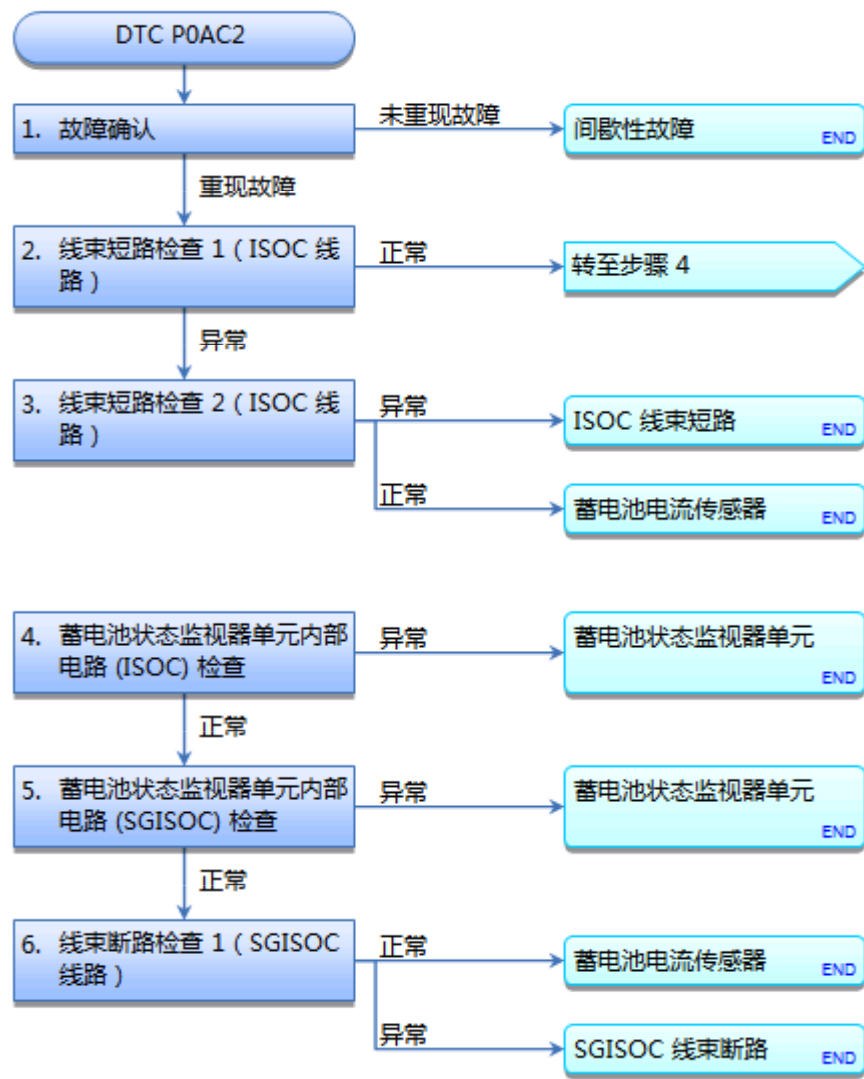 DTC P0AC2
1. 故障确认
未重现故障
间歇性故障
END
重现故障
2. 线束短路检查 1 ( ISOC 线
路 )
正常
转至步骤 4
异常
3. 线束短路检查 2 ( ISOC 线
路 )
异常
ISOC 线束短路
END
正常
蓄电池电流传感器
END
4. 蓄电池状态监视器单元内部
电路 (ISOC) 检查
异常
蓄电池状态监视器单元
END
正常
5. 蓄电池状态监视器单元内部
电路 (SGISOC) 检查
异常
蓄电池状态监视器单元
END
正常
6. 线束断路检查 1 ( SGISOC
线路 )
正常
蓄电池电流传感器
END
异常
SGISOC 线束断路
END